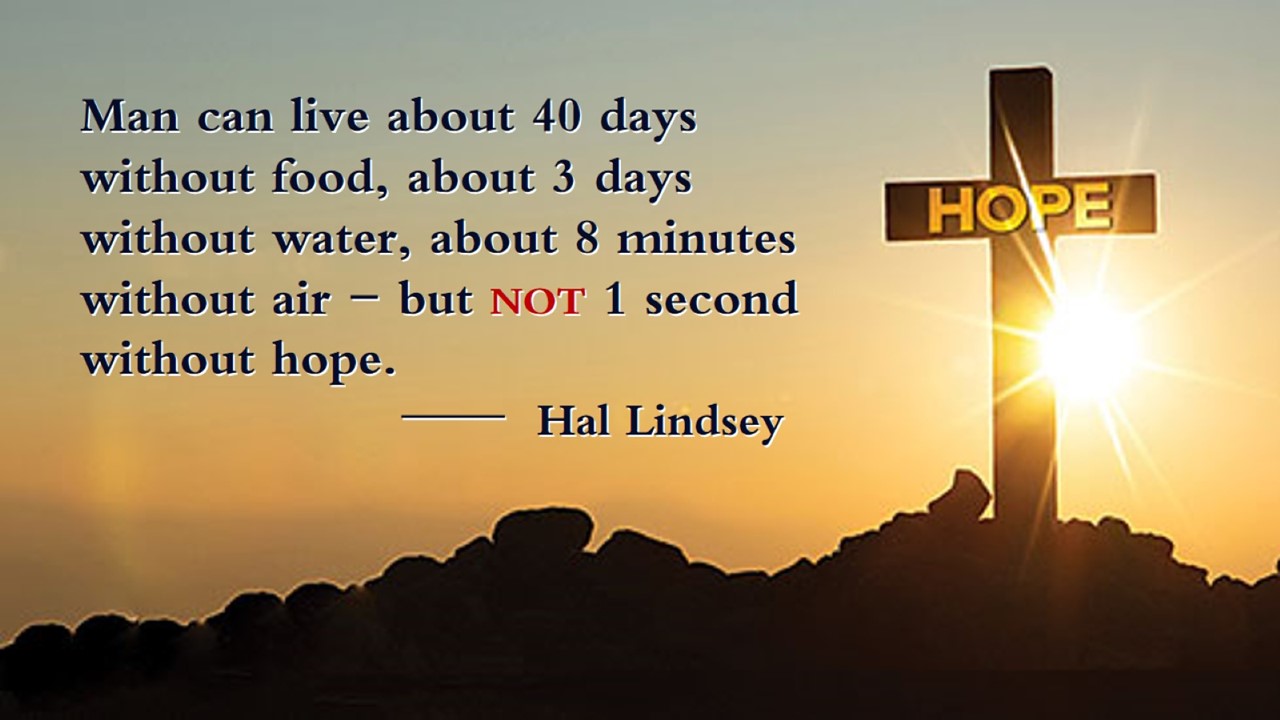 Man can live about 40 days
without food, about 3 days
without water, about 8 minutes
without air – but NOT 1 second
without hope.
—— Hal Lindsey
HOPE